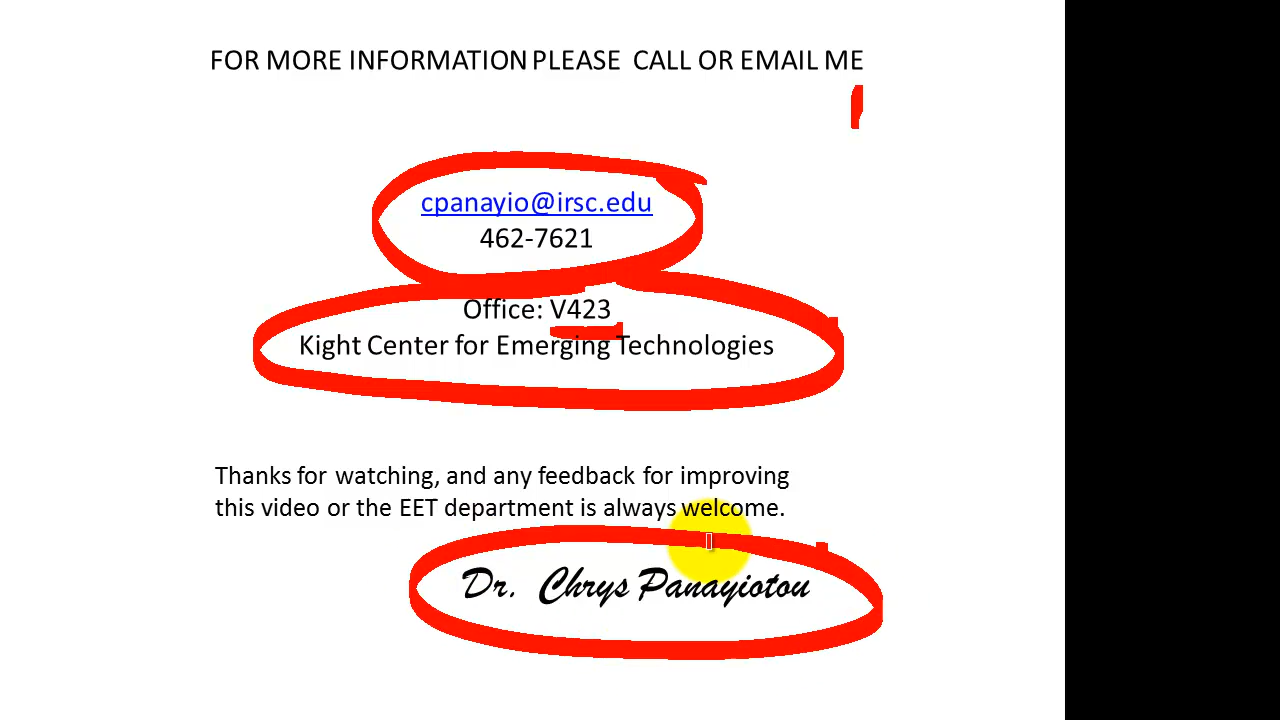 FOR MORE INFORMATION PLEASE CALL OR EMAIL ME
cpanayio@irsc.edu
462-7621
Office: V423
Kight Center for Emerging Technologies
Thanks for watching, and any feedback for improving
this video or the EET department is always welcome.
Dr. Chrys Panayiotou